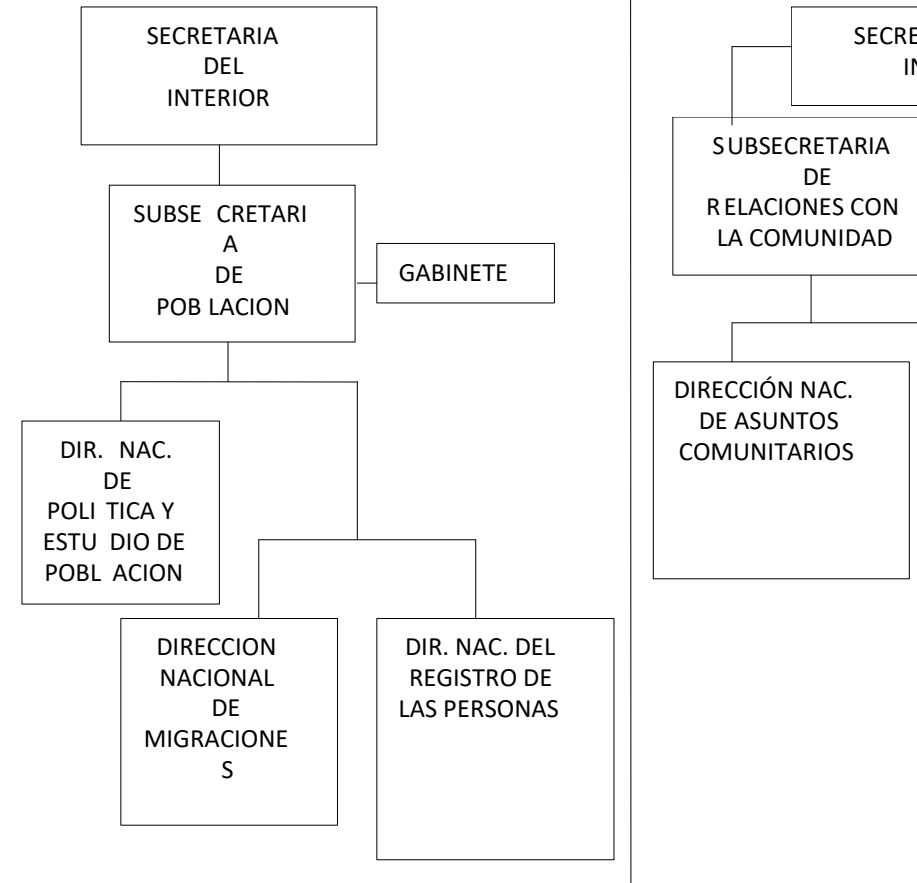 SECRETARIA
DEL
INTERIOR
SUBSE CRETARI
A
DE
POB LACION
GABINETE
DIR. NAC.
DE
POLI TICA Y
ESTU DIO DE
POBL ACION
DIRECCION
NACIONAL
DE
MIGRACIONE
S
DIR. NAC. DEL
REGISTRO DE
LAS PERSONAS
SECRE
IN
S UBSECRETARIA
DE
R ELACIONES CON
LA COMUNIDAD
DIRECCIÓN NAC.
DE ASUNTOS
COMUNITARIOS